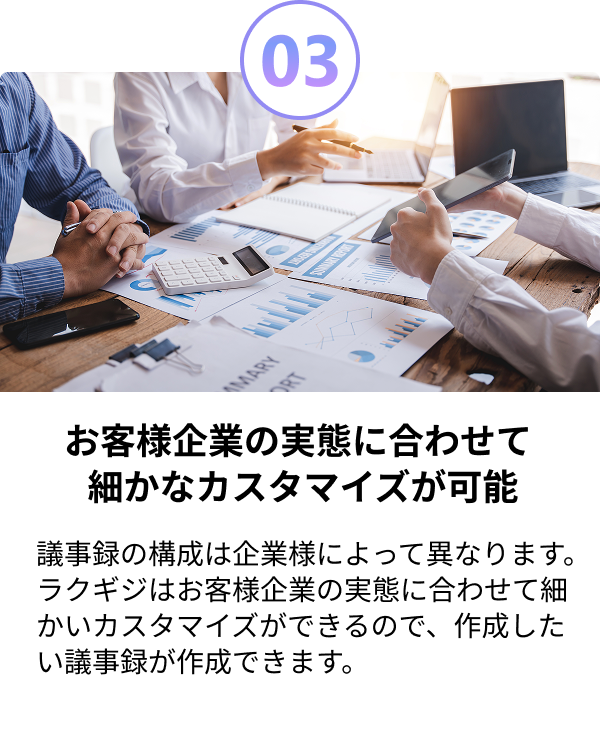 03
SUMMARY
MMARY
ORT
お客様企業の実態に合わせて
細かなカスタマイズが可能
議事録の構成は企業様によって異なります。
ラクギジはお客様企業の実態に合わせて細
かいカスタマイズができるので、作成した
い議事録が作成できます。